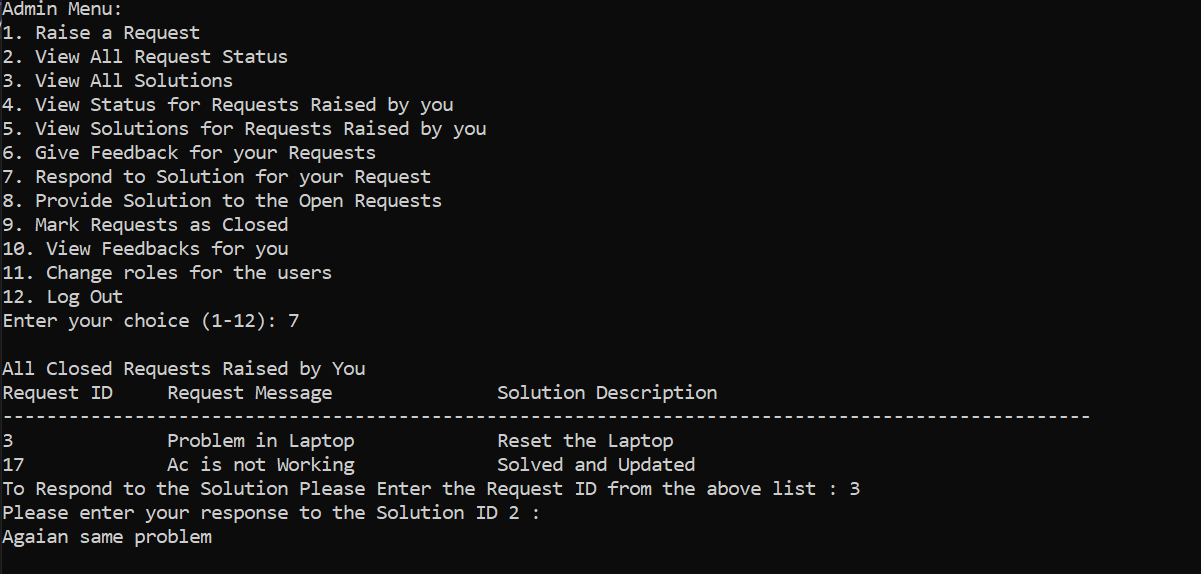 Admin Menu:
1. Raise a Request
2. View All Request Status
3. View All Solutions
4. View Status for Requests Raised by you
5. View Solutions for Requests Raised by you
6. Give Feedback for your Requests
7. Respond to Solution for your Request
8. Provide Solution to the Open Requests
9. Mark Requests as Closed
10. View Feedbacks for you
11. Change roles for the users
12. Log Out
Enter your choice (1-12): 7
All Closed Requests Raised by You
Request ID     Request Message               Solution Description
---------------------------------------------------------------------------------------------------
3              Problem in Laptop             Reset the Laptop
17             Ac is not Working             Solved and Updated
To Respond to the Solution Please Enter the Request ID from the above list : 3
Please enter your response to the Solution ID 2 :
Agaian same problem